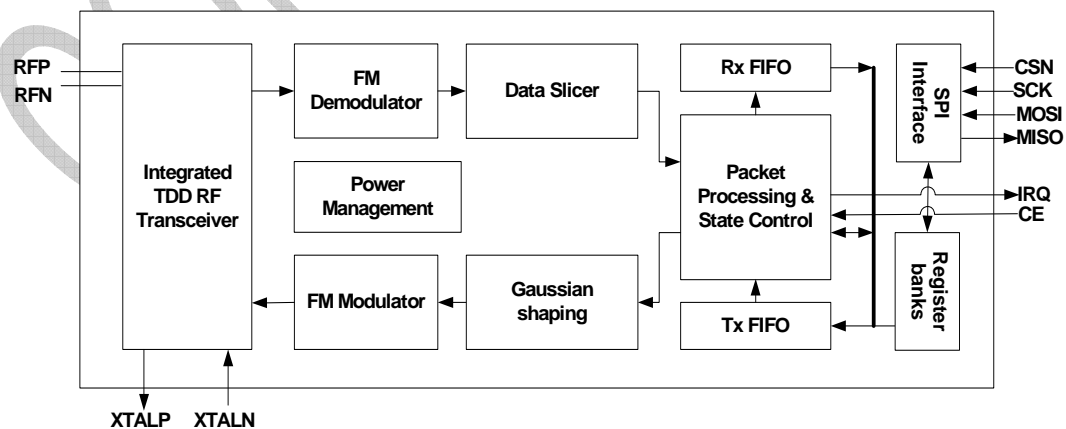 RFP
RFN
Integrated
TDD RF
Transceiver
FM
Demodulator
Data Slicer
Power
Management
FM Modulator
Gaussian
shaping
Rx FIFO
Packet
Processing &
State Control
Tx FIFO
SPI
Interface
Register
banks
CSN
SCK
MOSI
MISO
IRQ
CE
XTALP
XTALN